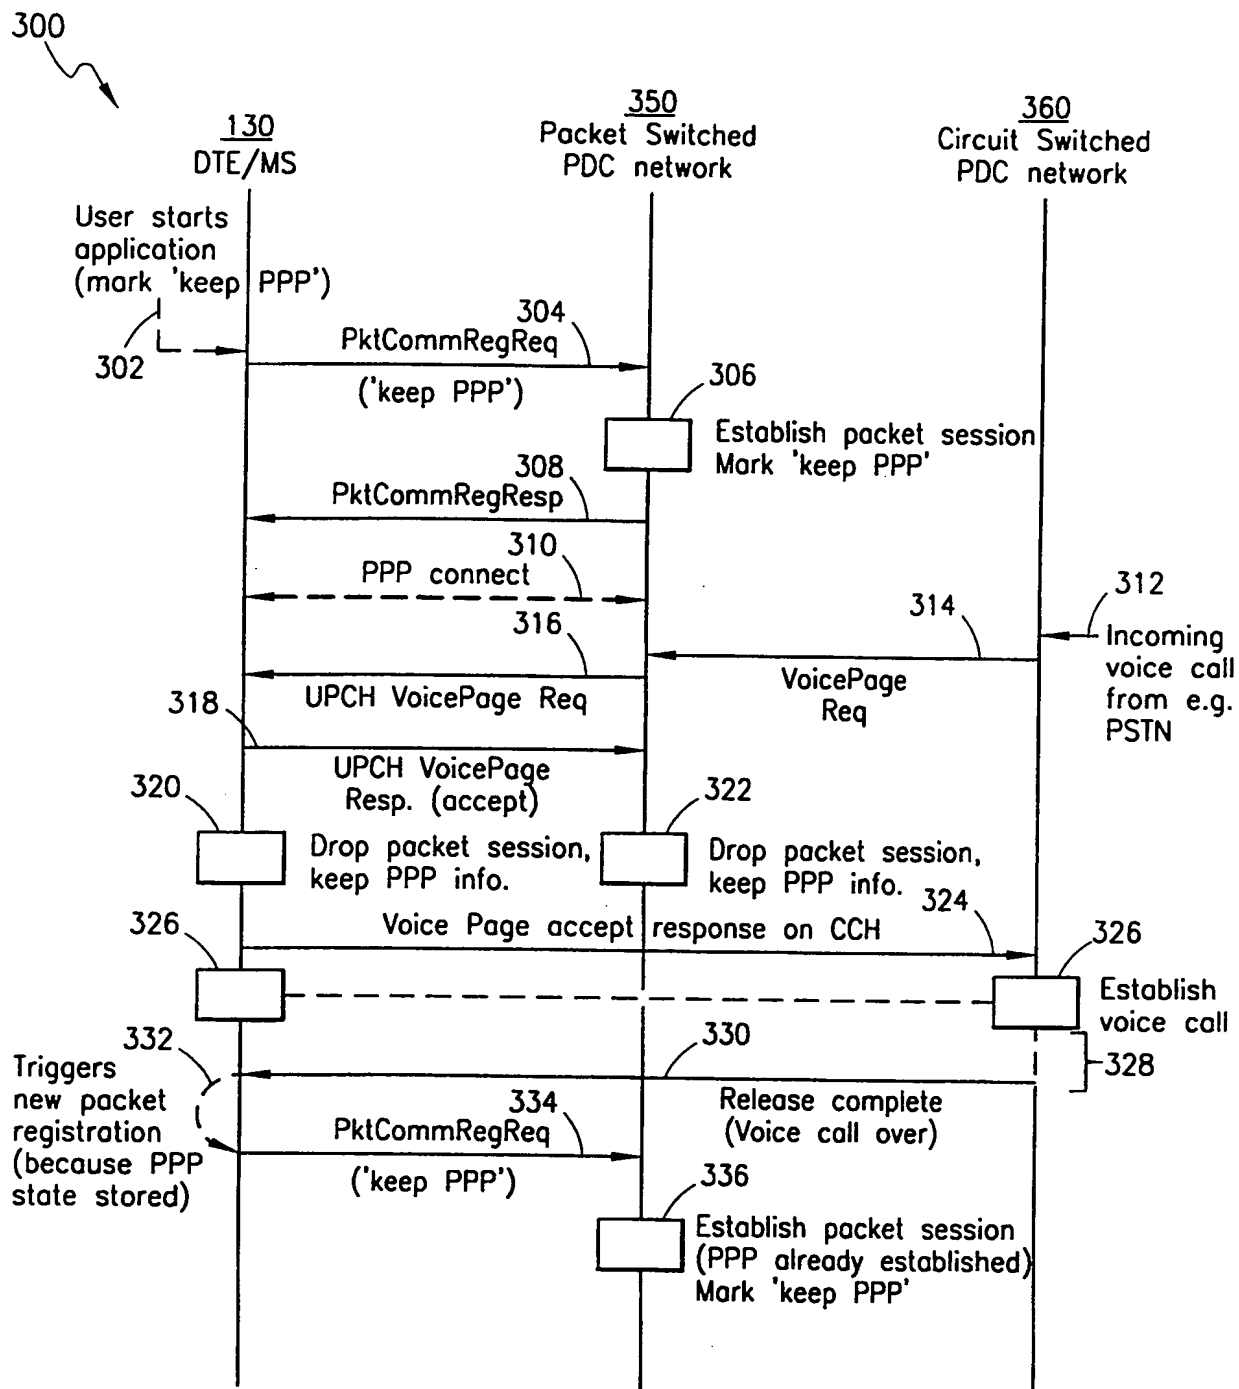 300
130
DTE/MS
350
Packet Switched
PDC network
360
Circuit Switched
PDC network
User starts
application
(mark 'keep PPP')
302
304
PktCommRegReq
('keep PPP')
306
Establish packet session
Mark 'keep PPP'
308
PktCommRegResp
310
PPP connect
312
Incoming
voice call
from e.g.
PSTN
314
VoicePage
Req
316
UPCH VoicePage Req
318
UPCH VoicePage
Resp. (accept)
320
Drop packet session,
keep PPP info.
322
Drop packet session,
keep PPP info.
324
Voice Page accept response on CCH
326
326
Establish
voice call
328
330
Release complete
(Voice call over)
332
Triggers
new packet
registration
(because PPP
state stored)
334
PktCommRegReq
('keep PPP')
336
Establish packet session
(PPP already established)
Mark 'keep PPP'